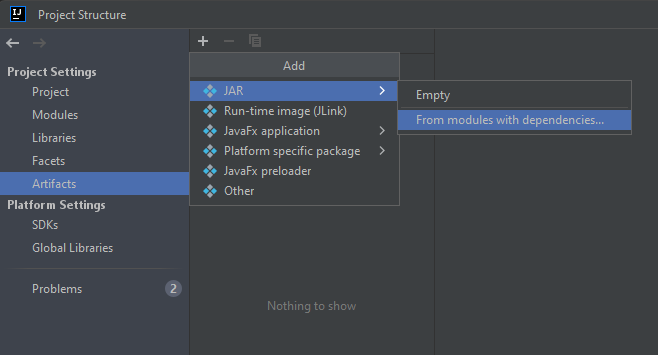 IJ
Project Structure
Project Settings
Project
Modules
Libraries
Facets
Artifacts
Platform Settings
SDKs
Global Libraries
Problems
2
Add
JAR
Run-time image (JLink)
JavaFx application
Platform specific package
JavaFx preloader
Other
Empty
From modules with dependencies...
Nothing to show